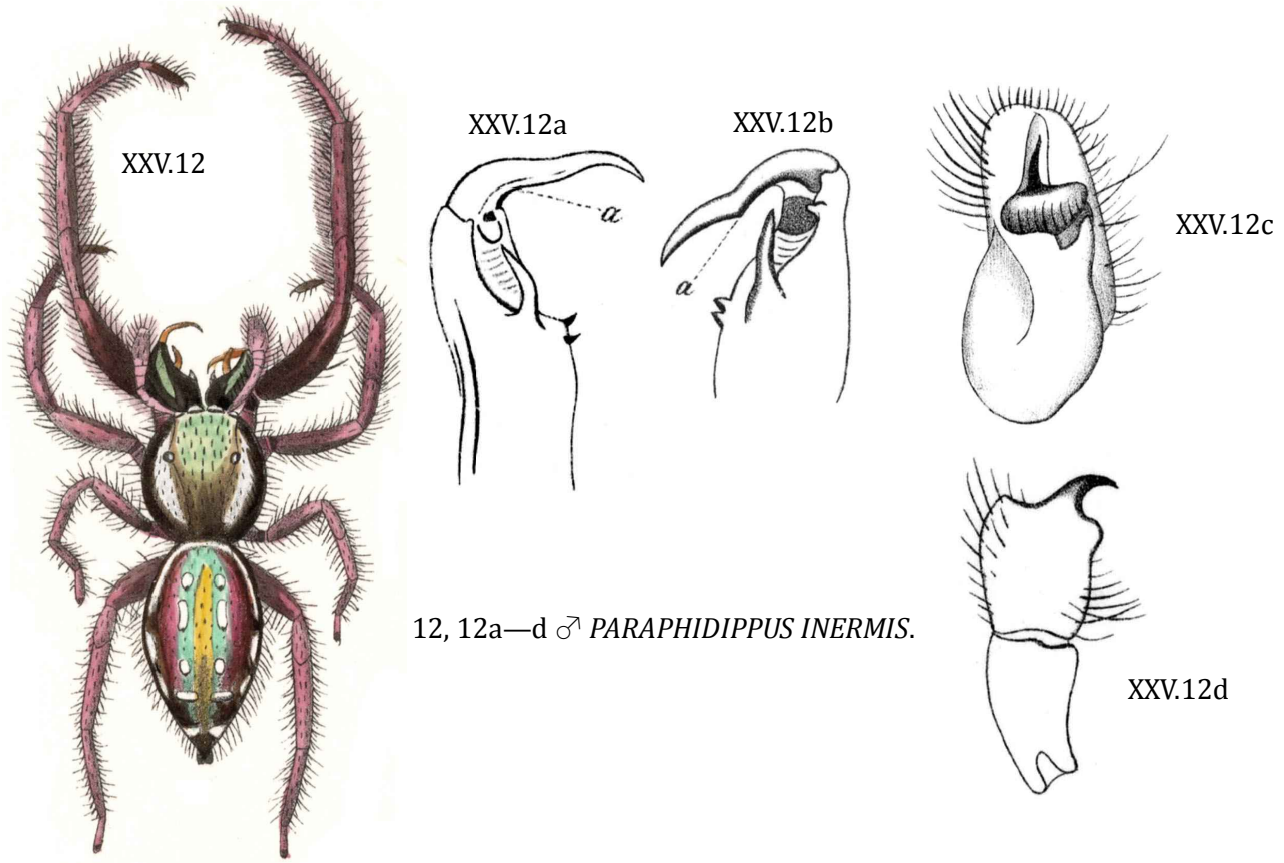 XXV.12
XXV.12a
XXV.12b
a
a
XXV.12c
12, 12a—d ♂ PARAPHIDIPPUS INERMIS.
XXV.12d